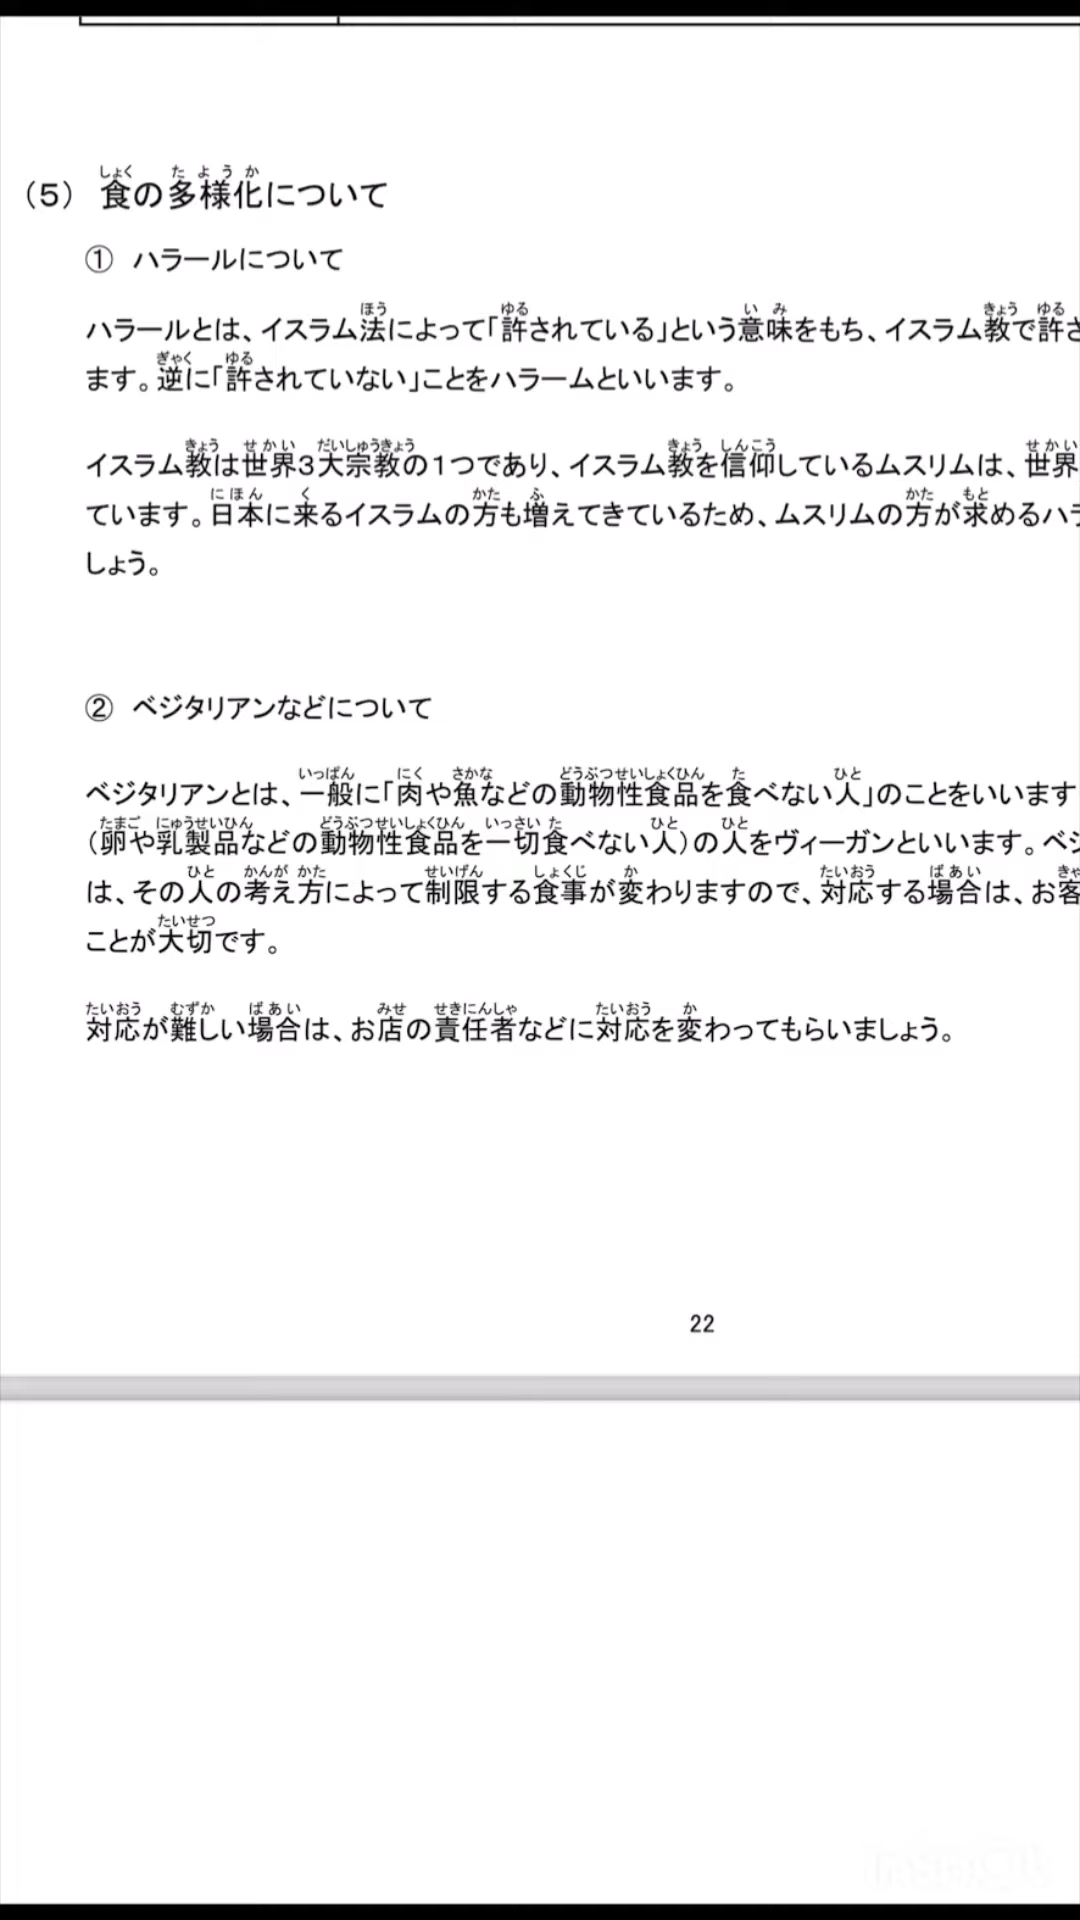 (5) 食の多様化について
① ハラールについて
ハラールとは、イスラム法によって「許されている」という意味をもち、イスラム教で許さ
ます。逆に「許されていない」ことをハラームといいます。
イスラム教は世界3大宗教の1つであり、イスラム教を信仰しているムスリムは、世界
ています。日本に来るイスラムの方も増えてきているため、ムスリムの方が求めるハラ
しょう。
② ベジタリアンなどについて
ベジタリアンとは、一般に「肉や魚などの動物性食品を食べない人」のことをいいます
(卵や乳製品などの動物性食品を一切食べない人)の人をヴィーガンといいます。ベジ
は、その人の考え方によって制限する食事が変わりますので、対応する場合は、お客
ことが大切です。
対応が難しい場合は、お店の責任者などに対応を変わってもらいましょう。
22